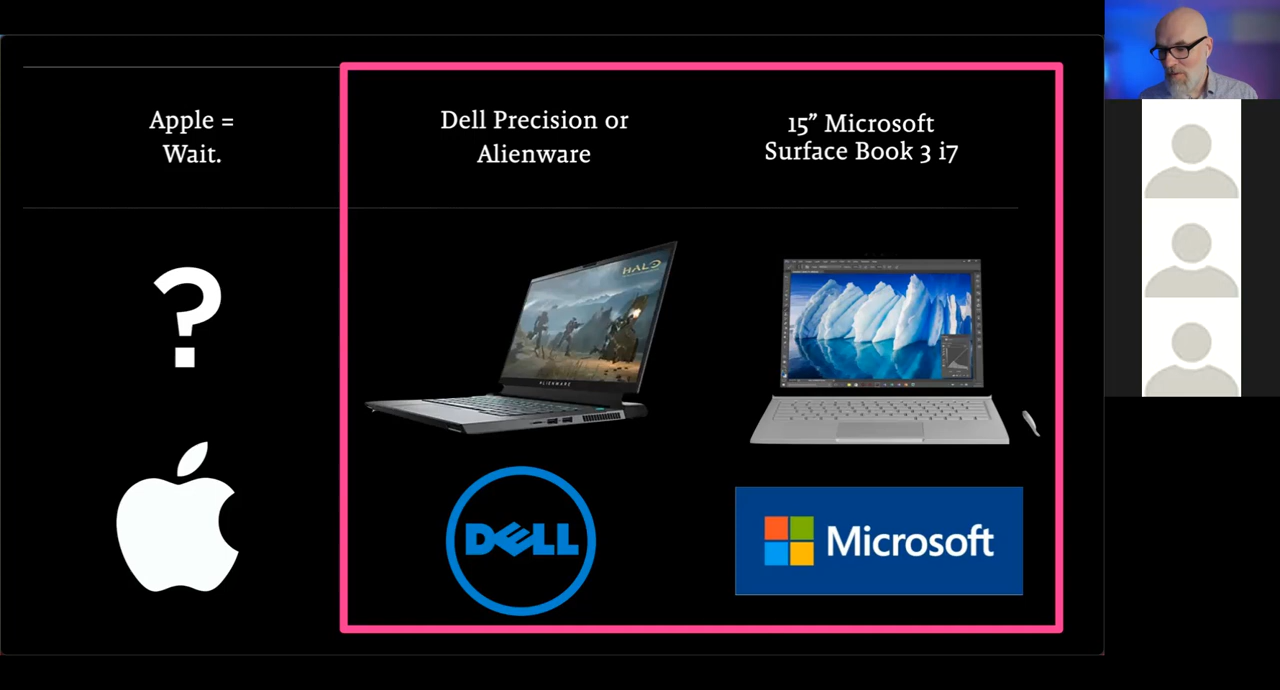 Apple =
Wait.
Dell Precision or
Alienware
15” Microsoft
Surface Book 3 i7
HALO
ALIENWARE
DELL
Microsoft